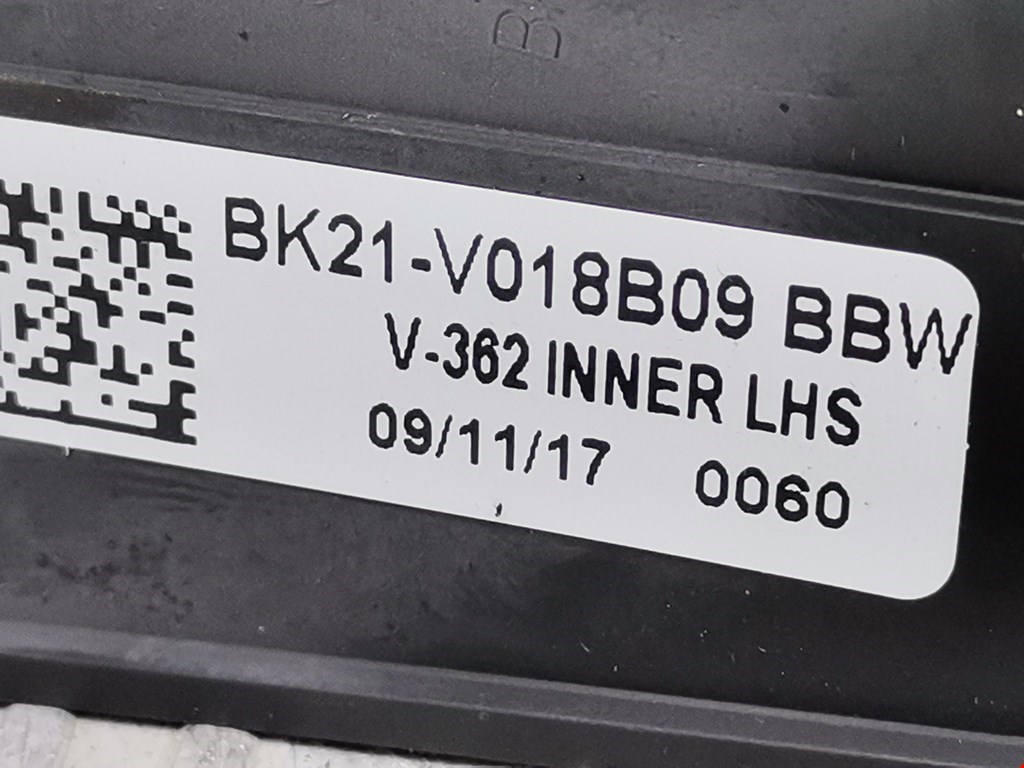 B
BK21-V018B09 BBW
V-362 INNER LHS
09/11/17 0060